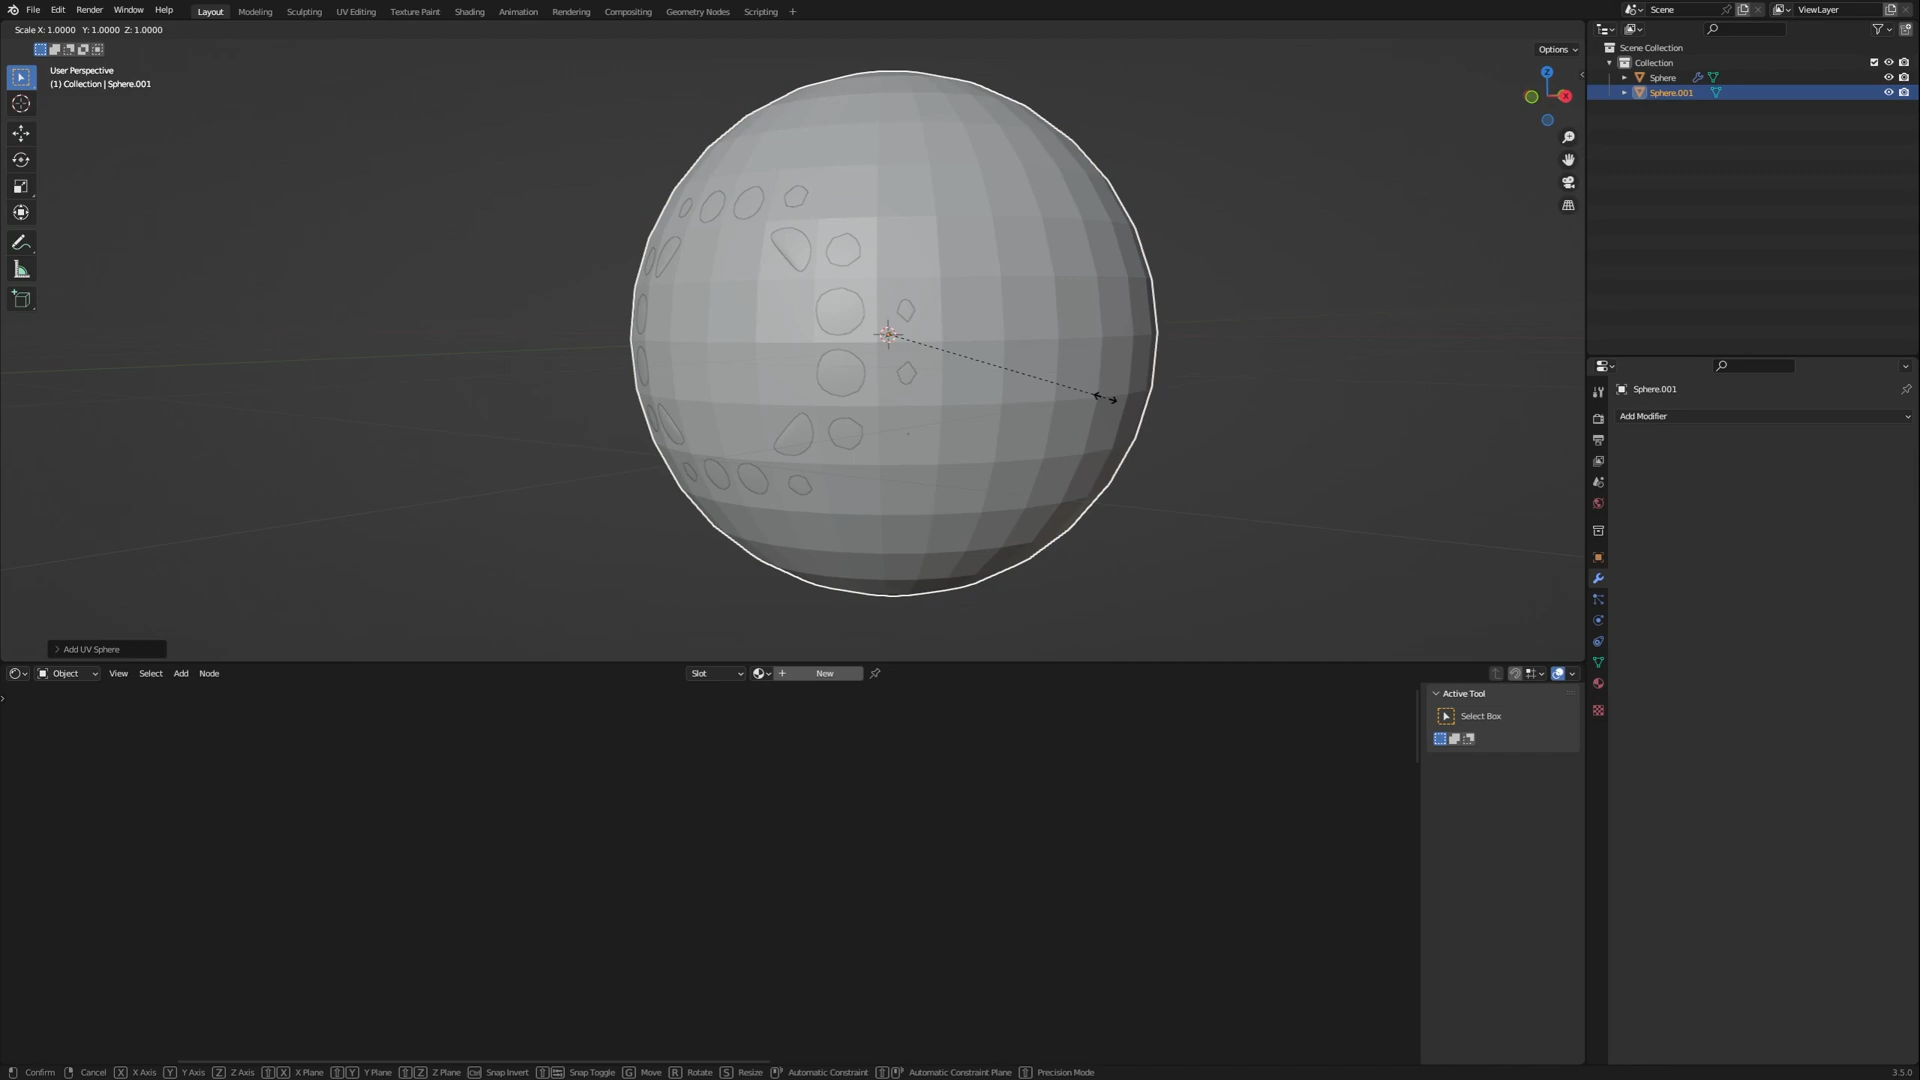 File Edit Render Window Help Layout Modeling Sculpting UV Editing Texture Paint Shading Animation Rendering Compositing Geometry Nodes Scripting + Scene ViewLayer
Scale X: 1.0000 Y: 1.0000 Z: 1.0000
Options
User Perspective
(1) Collection | Sphere.001
Z
X
Scene Collection
Collection
Sphere
Sphere.001
Sphere.001
Add Modifier
Add UV Sphere
Object View Select Add Node Slot New
Active Tool
Select Box
Confirm Cancel X X Axis Y Y Axis Z Z Axis X X Plane Y Y Plane Z Z Plane Ctrl Snap Invert Snap Toggle G Move R Rotate S Resize Automatic Constraint Automatic Constraint Plane Precision Mode 3.5.0